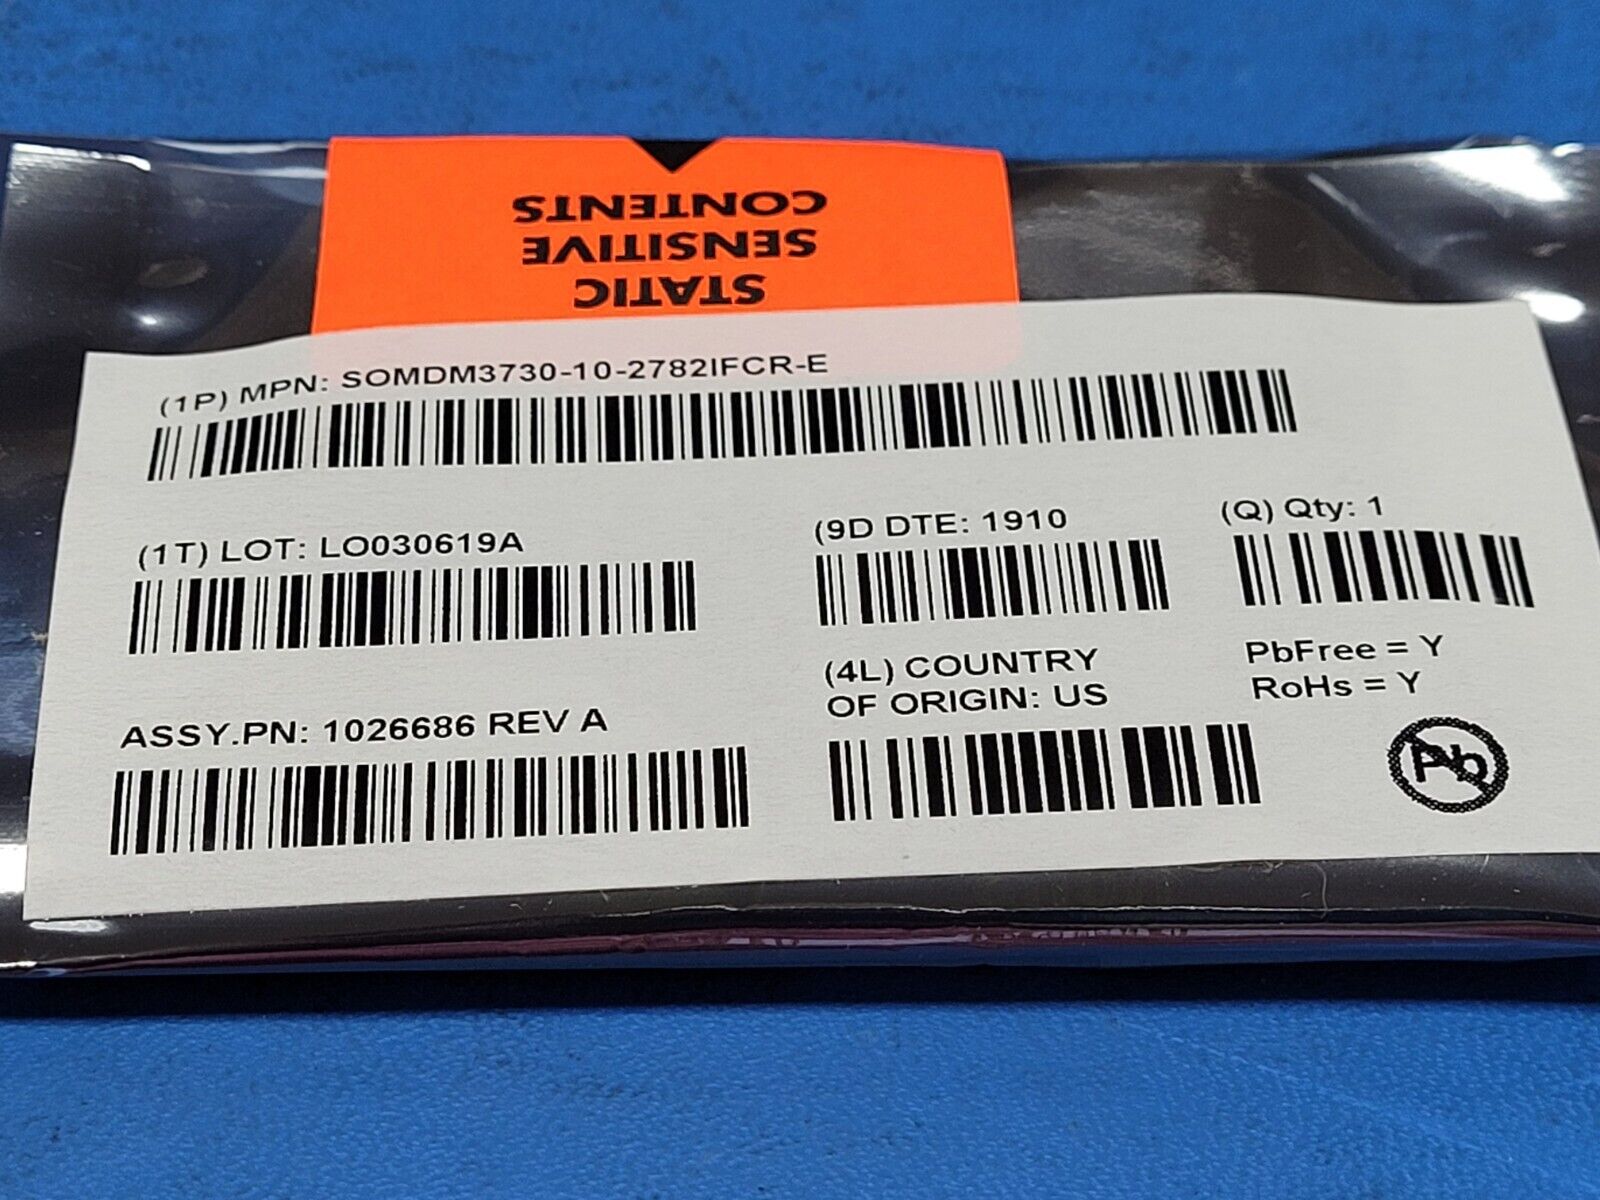 STATIC
SENSITIVE
CONTENTS
(1P) MPN: SOMDM3730-10-2782IFCR-E
(1T) LOT: LO030619A
(9D DTE: 1910
(Q) Qty: 1
ASSY.PN: 1026686 REV A
(4L) COUNTRY
OF ORIGIN: US
PbFree = Y
RoHs = Y
Pb